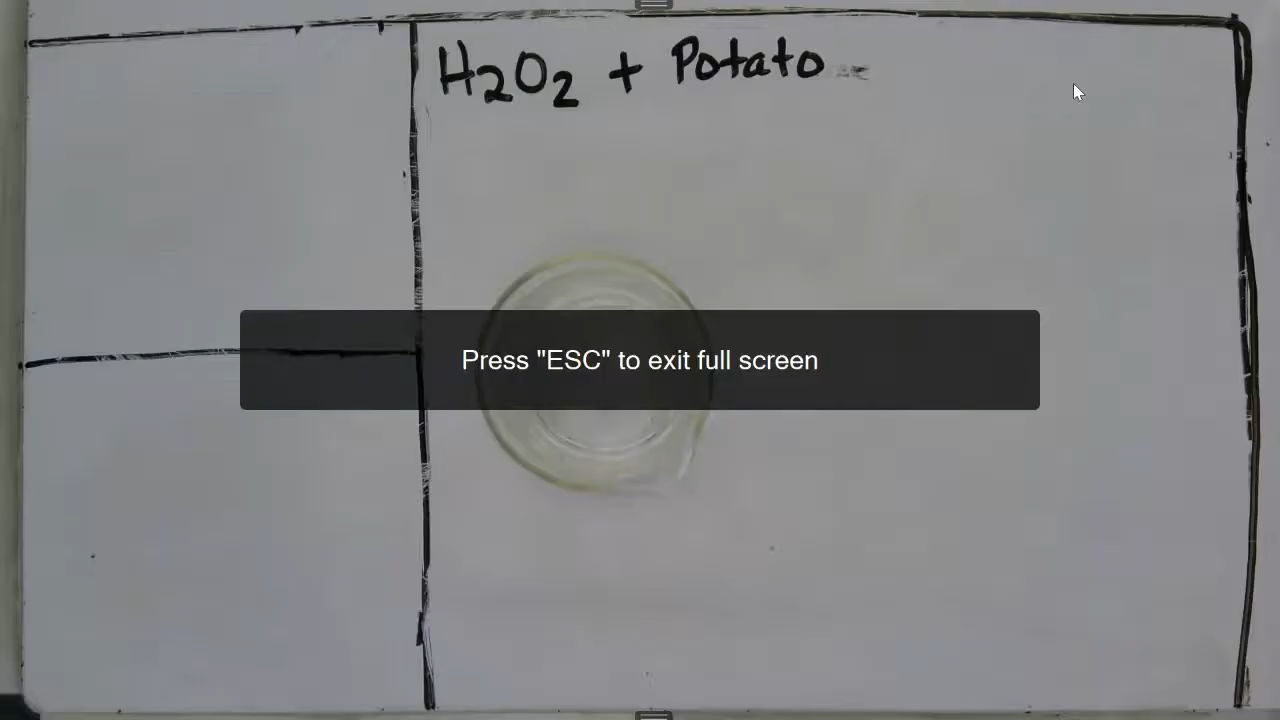 H₂O₂ + Potato
Press "ESC" to exit full screen